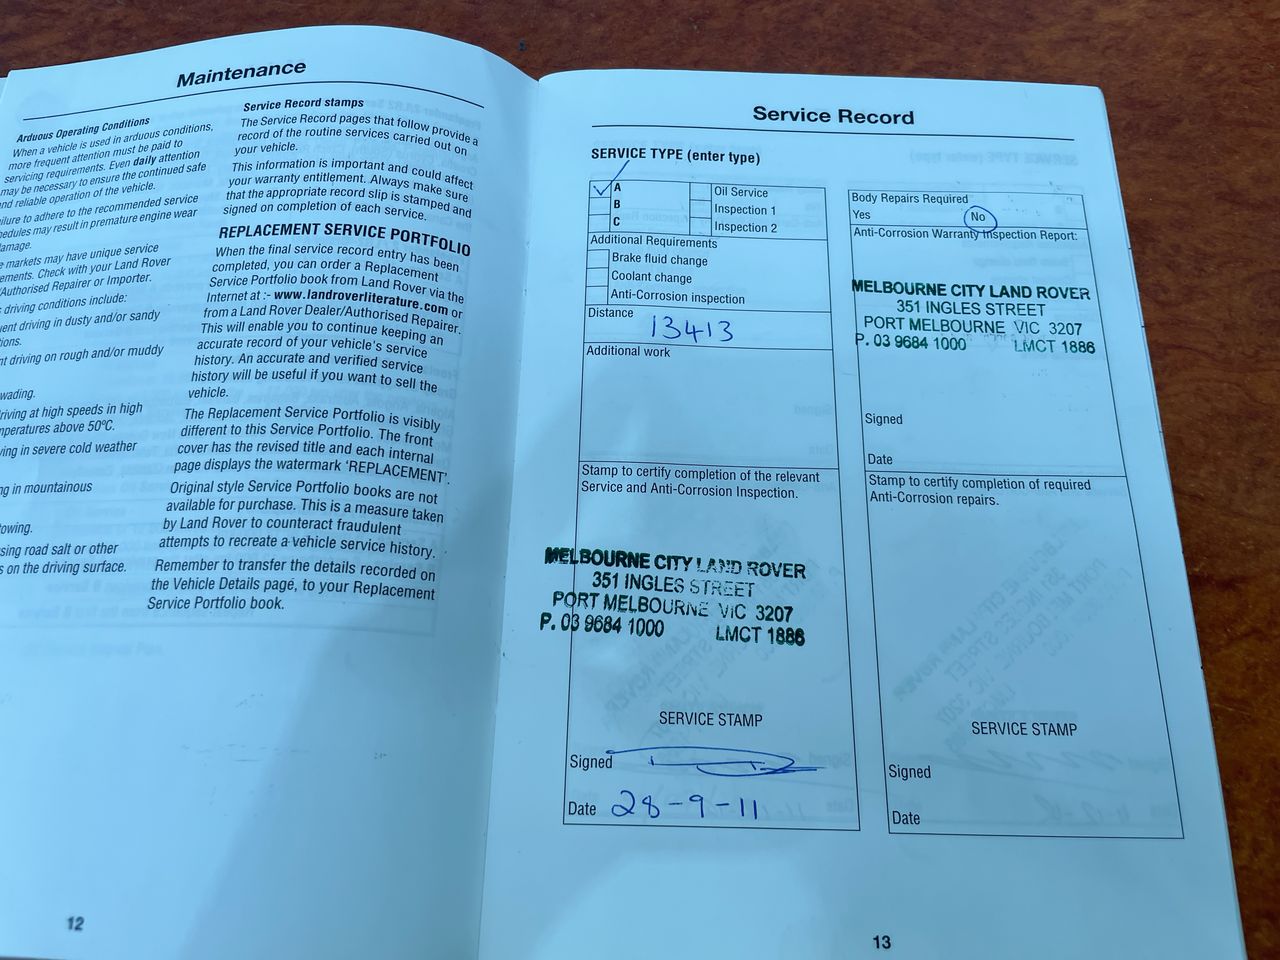 Maintenance
Arduous Operating Conditions
When a vehicle is used in arduous conditions,
more frequent attention must be paid to
servicing requirements. Even daily attention
may be necessary to ensure the continued safe
and reliable operation of the vehicle.
ilure to adhere to the recommended service
edules may result in premature engine wear
amage.
e markets may have unique service
ements. Check with your Land Rover
/Authorised Repairer or Importer.
s driving conditions include:
uent driving in dusty and/or sandy
ions.
nt driving on rough and/or muddy
wading.
riving at high speeds in high
nperatures above 50ºC.
ving in severe cold weather
ng in mountainous
towing.
sing road salt or other
s on the driving surface.
Service Record stamps
The Service Record pages that follow provide a
record of the routine services carried out on
your vehicle.
This information is important and could affect
your warranty entitlement. Always make sure
that the appropriate record slip is stamped and
signed on completion of each service.
REPLACEMENT SERVICE PORTFOLIO
When the final service record entry has been
completed, you can order a Replacement
Service Portfolio book from Land Rover via the
Internet at :- www.landroverliterature.com or
from a Land Rover Dealer/Authorised Repairer.
This will enable you to continue keeping an
accurate record of your vehicle's service
history. An accurate and verified service
history will be useful if you want to sell the
vehicle.
The Replacement Service Portfolio is visibly
different to this Service Portfolio. The front
cover has the revised title and each internal
page displays the watermark 'REPLACEMENT'.
Original style Service Portfolio books are not
available for purchase. This is a measure taken
by Land Rover to counteract fraudulent
attempts to recreate a vehicle service history.
Remember to transfer the details recorded on
the Vehicle Details page, to your Replacement
Service Portfolio book.
12
Service Record
SERVICE TYPE (enter type)
A
B
C
Oil Service
Inspection 1
Inspection 2
Additional Requirements
Brake fluid change
Coolant change
Anti-Corrosion inspection
Distance 13413
Additional work
Stamp to certify completion of the relevant
Service and Anti-Corrosion Inspection.
MELBOURNE CITY LAND ROVER
351 INGLES STREET
PORT MELBOURNE VIC 3207
P. 03 9684 1000 LMCT 1886
SERVICE STAMP
Signed
Date 28-9-11
Body Repairs Required
Yes No
Anti-Corrosion Warranty Inspection Report:
MELBOURNE CITY LAND ROVER
351 INGLES STREET
PORT MELBOURNE VIC 3207
P. 03 9684 1000 LMCT 1886
Signed
Date
Stamp to certify completion of required
Anti-Corrosion repairs.
SERVICE STAMP
Signed
Date
13